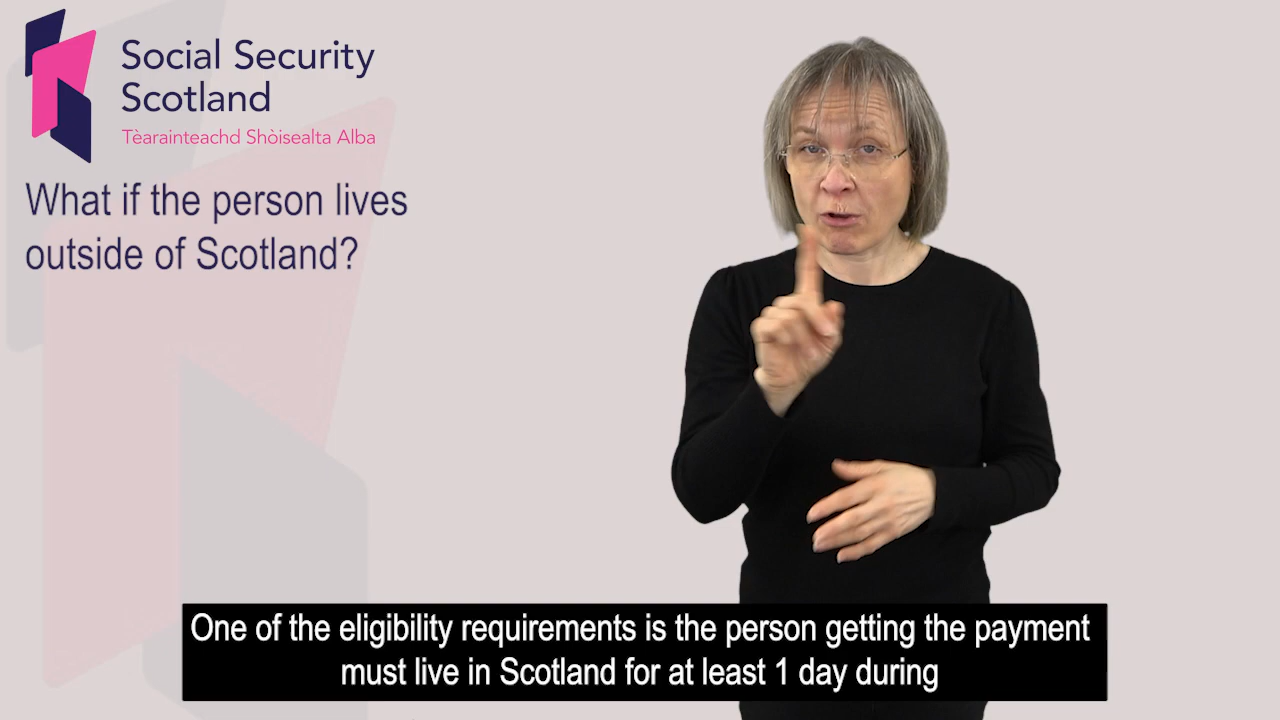 Social Security
Scotland
Tèarainteachd Shòisealta Alba
What if the person lives
outside of Scotland?
One of the eligibility requirements is the person getting the payment
must live in Scotland for at least 1 day during